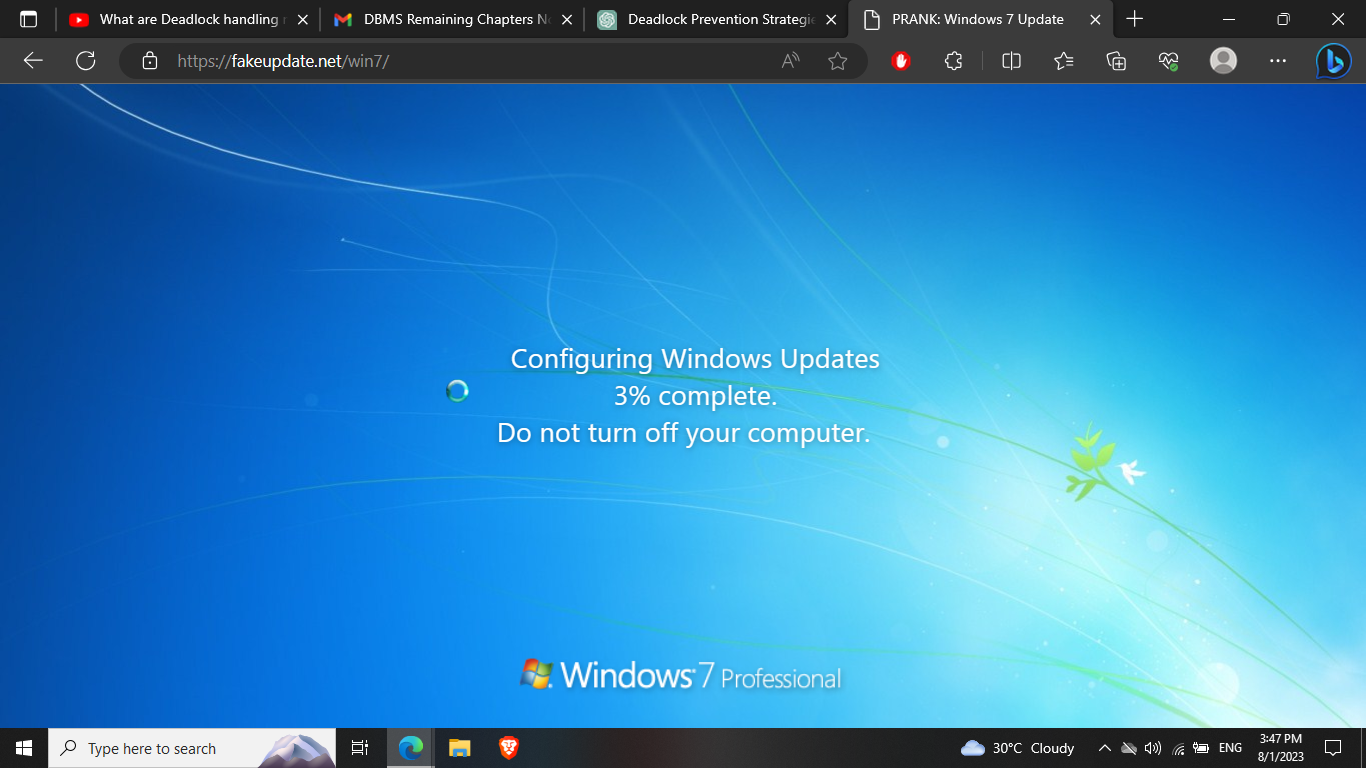 What are Deadlock handling
DBMS Remaining Chapters
Deadlock Prevention Strategie
PRANK: Windows 7 Update
https://fakeupdate.net/win7/
Configuring Windows Updates
3% complete.
Do not turn off your computer.
Windows 7 Professional
Type here to search
30°C Cloudy
ENG
3:47 PM
8/1/2023